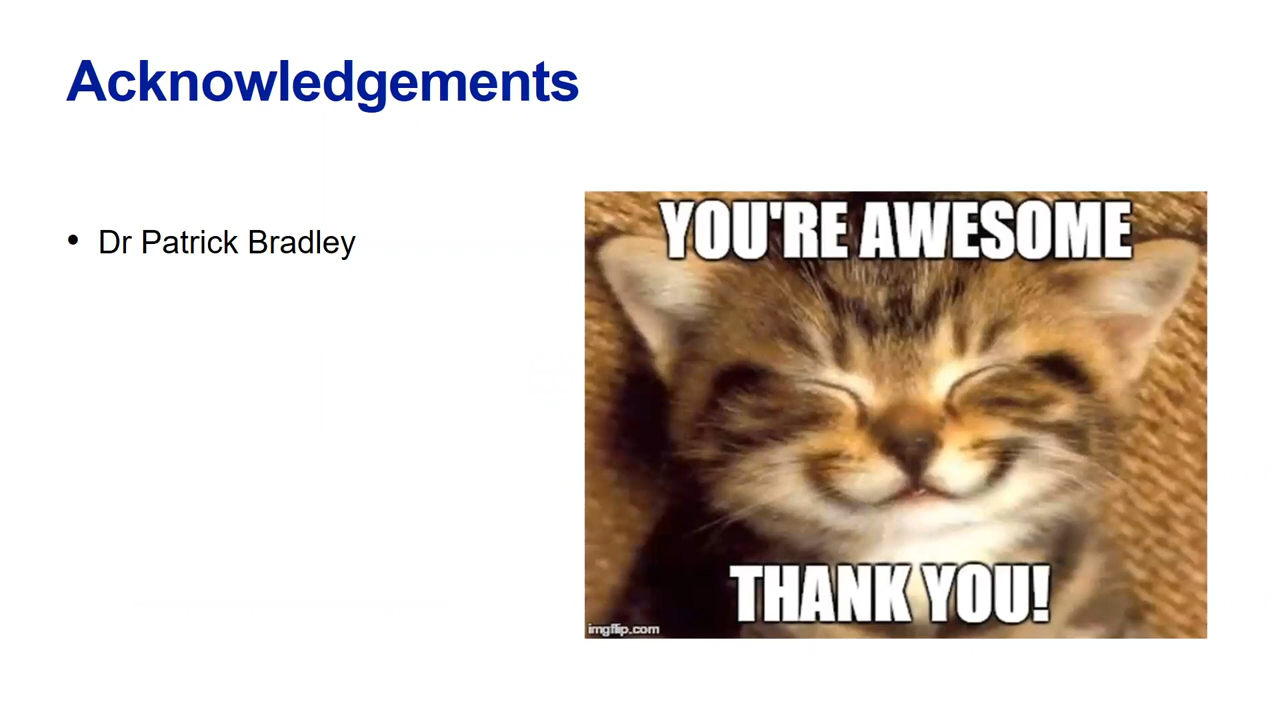 Acknowledgements
• Dr Patrick Bradley
YOU'RE AWESOME
THANK YOU!
imgflip.com